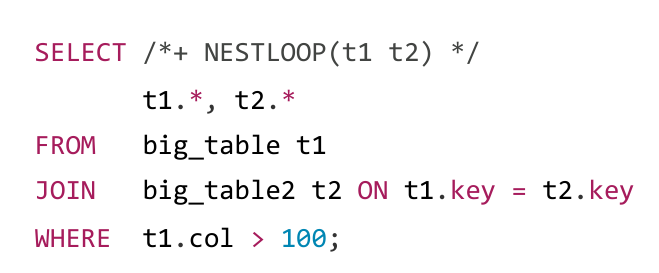 SELECT /*+ NESTLOOP(t1 t2) */
t1.*, t2.*
FROM big_table t1
JOIN big_table2 t2 ON t1.key = t2.key
WHERE t1.col > 100;